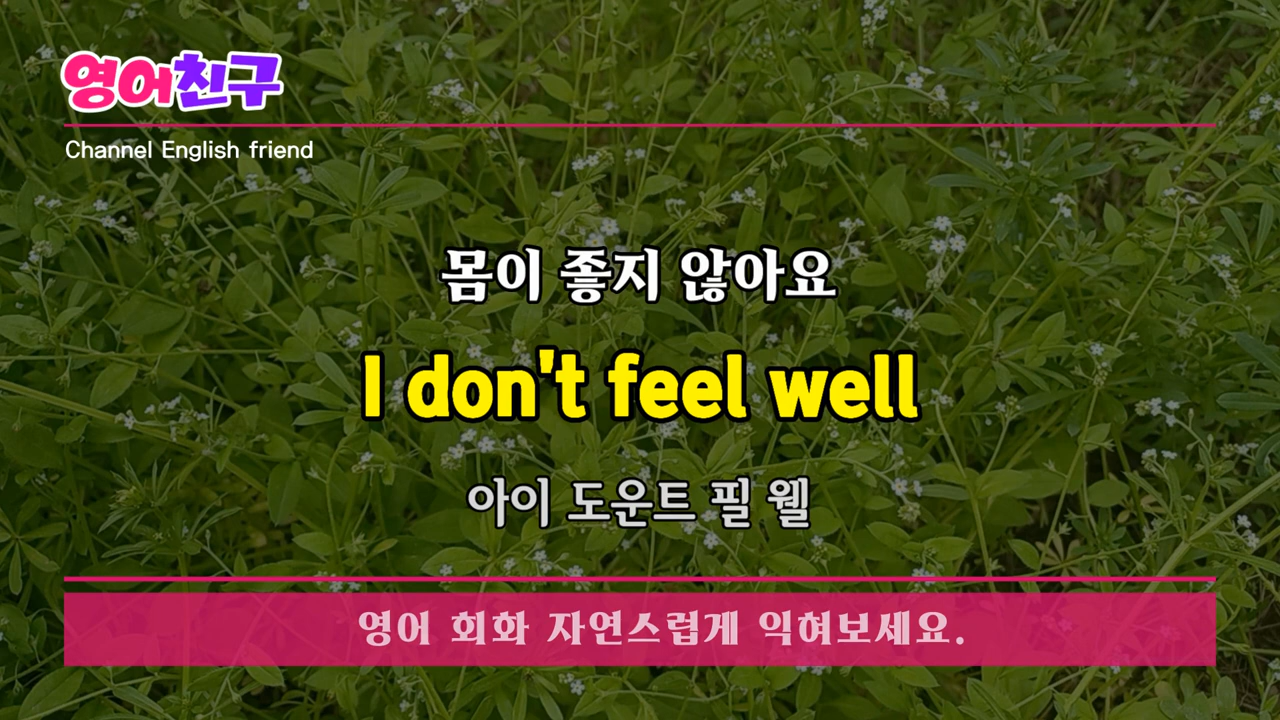 영어친구
Channel English friend
몸이 좋지 않아요
I don't feel well
아이 도운트 필 웰
영어 회화 자연스럽게 익혀보세요.